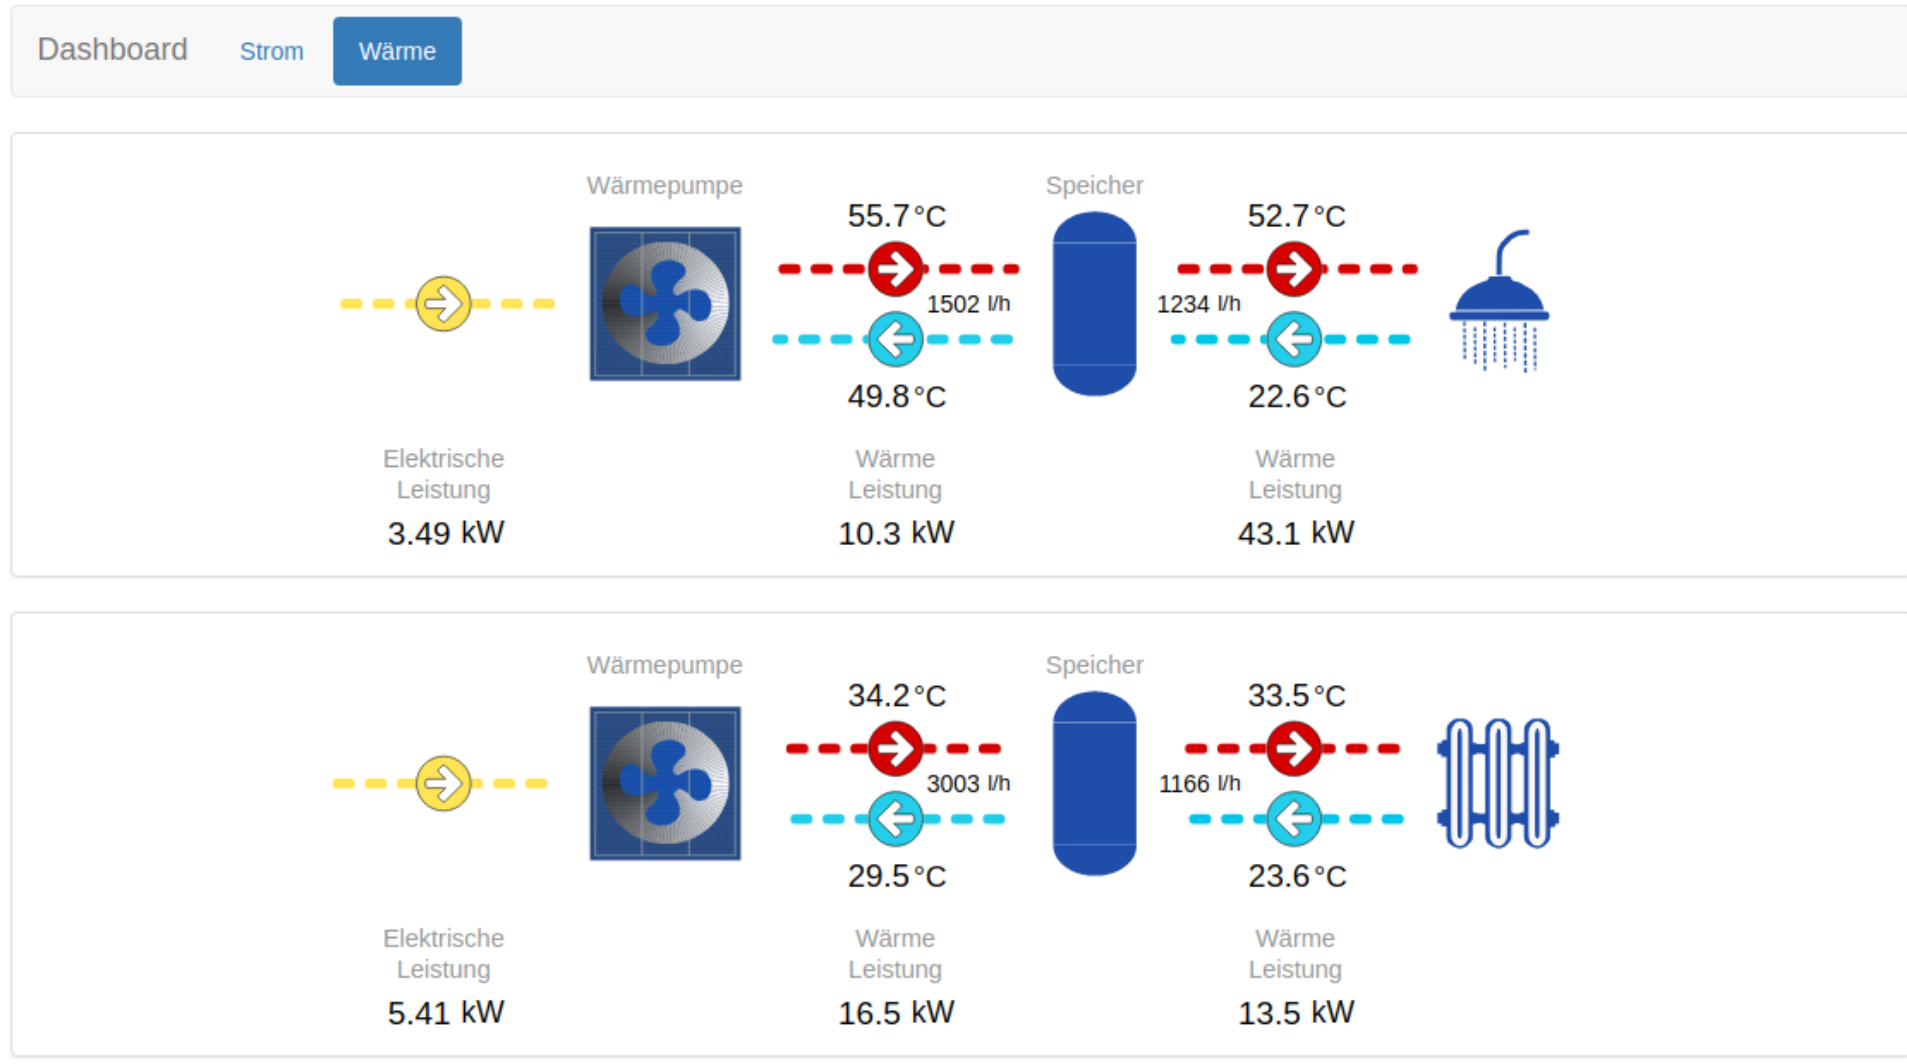 Dashboard Strom Wärme
Wärmepumpe Speicher
55.7 °C 52.7 °C
1502 l/h 1234 l/h
49.8 °C 22.6 °C
Elektrische Wärme Wärme
Leistung Leistung Leistung
3.49 kW 10.3 kW 43.1 kW
Wärmepumpe Speicher
34.2 °C 33.5 °C
3003 l/h 1166 l/h
29.5 °C 23.6 °C
Elektrische Wärme Wärme
Leistung Leistung Leistung
5.41 kW 16.5 kW 13.5 kW